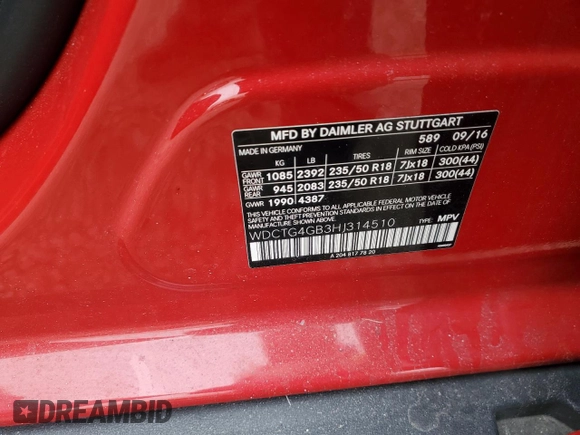 MFD BY DAIMLER AG STUTTGART
MADE IN GERMANY 589 09/16
KG LB TIRES RIM SIZE COLD KPA(PSI)
GAWR FRONT 1085 2392 235/50 R18 7Jx18 300(44)
GAWR REAR 945 2083 235/50 R18 7Jx18 300(44)
GVWR 1990 4387
THIS VEHICLE CONFORMS TO ALL APPLICABLE FEDERAL MOTOR VEHICLE SAFETY, BUMPER, AND THEFT PREVENTION STANDARDS IN EFFECT ON THE DATE OF MANUFACTURE SHOWN ABOVE.
WDCTG4GB3HJ314510 TYPE: MPV
A 204 817 78 20
DREAMBID